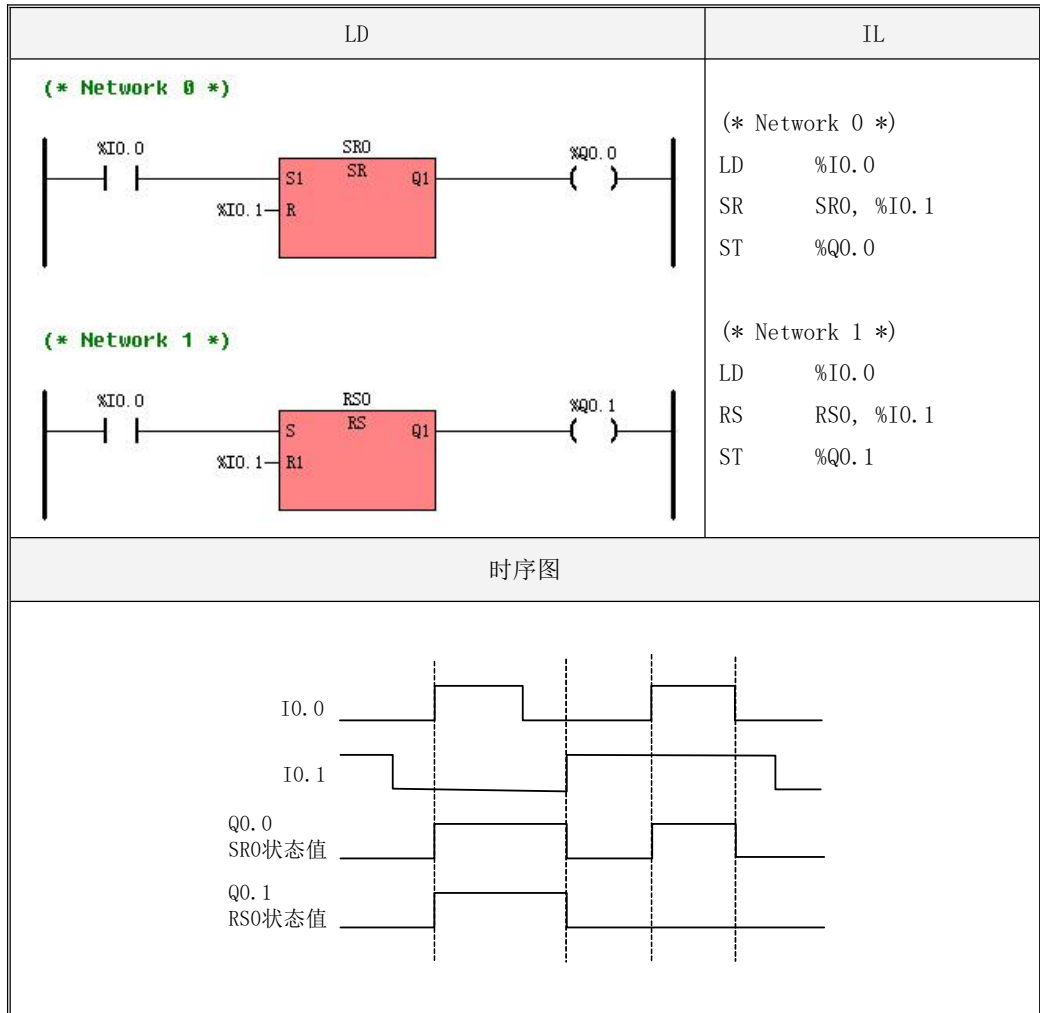 LD
IL
(* Network 0 *)
%I0.0
SR0
%Q0.0
SR
S1
Q1
%I0.1
R
(* Network 1 *)
%I0.0
RS0
%Q0.1
RS
S
Q1
%I0.1
R1
(* Network 0 *)
LD %I0.0
SR SR0, %I0.1
ST %Q0.0
(* Network 1 *)
LD %I0.0
RS RS0, %I0.1
ST %Q0.1
时序图
I0.0
I0.1
Q0.0
SR0状态值
Q0.1
RS0状态值